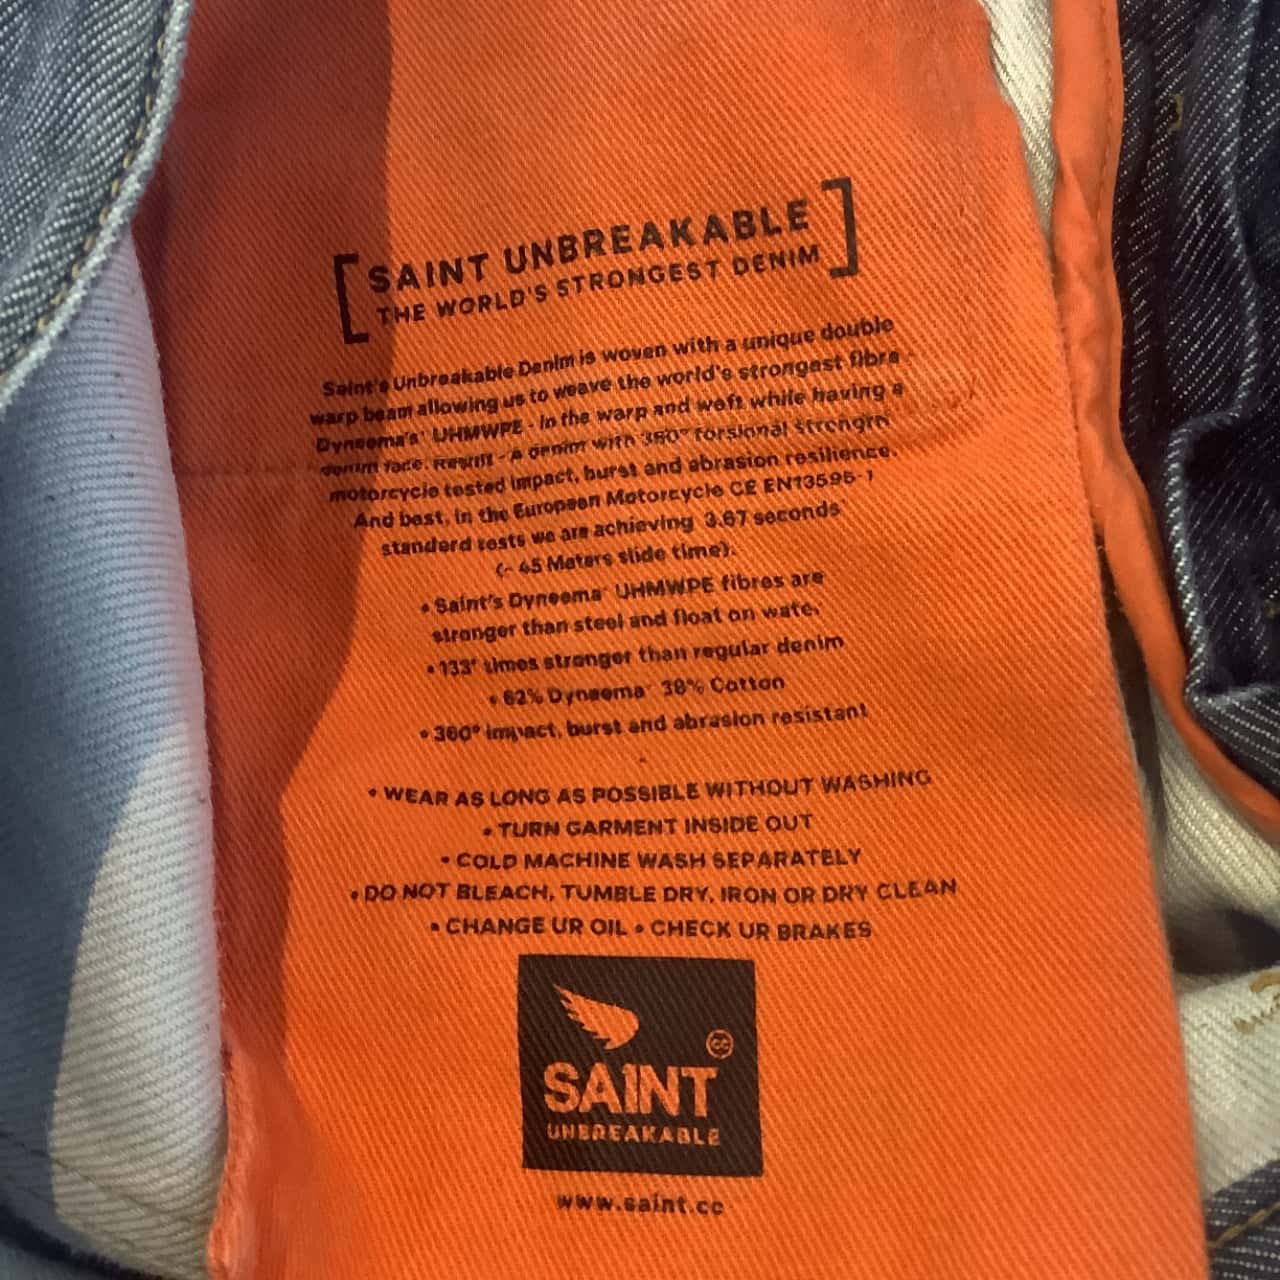 [SAINT UNBREAKABLE
THE WORLD'S STRONGEST DENIM]
Saint's Unbreakable Denim is woven with a unique double
warp beam allowing us to weave the world's strongest fibre
Dyneema's® UHMWPE - in the warp and weft while having a
denim face. Result - A denim with 360° torsional strength
motorcycle tested impact, burst and abrasion resilience.
And best, in the European Motorcycle CE EN13595-1
standard tests we are achieving 3.67 seconds
(- 45 Meters slide time).
• Saint's Dyneema® UHMWPE fibres are
stronger than steel and float on wate.
• 133° times stronger than regular denim
• 62% Dyneema® 38% Cotton
• 360° impact, burst and abrasion resistant
• WEAR AS LONG AS POSSIBLE WITHOUT WASHING
• TURN GARMENT INSIDE OUT
• COLD MACHINE WASH SEPARATELY
• DO NOT BLEACH, TUMBLE DRY, IRON OR DRY CLEAN
• CHANGE UR OIL • CHECK UR BRAKES
cc
SAINT
UNBREAKABLE
www.saint.cc